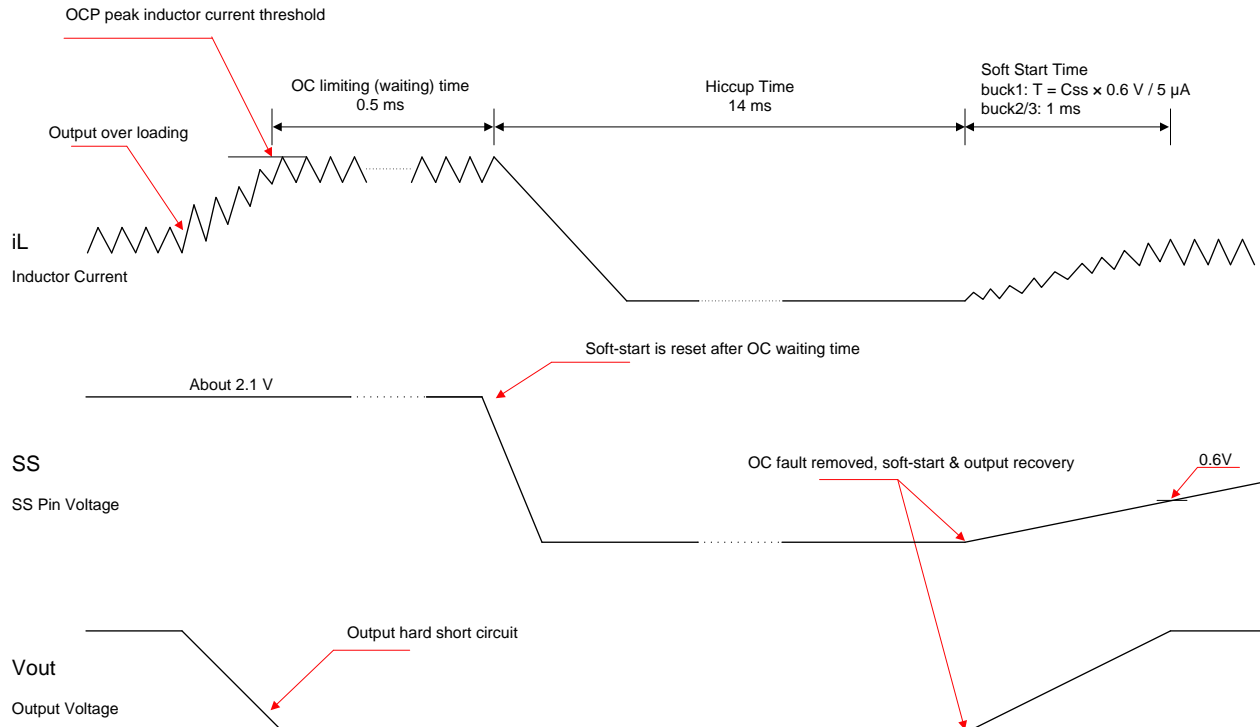 OCP peak inductor current threshold
OC limiting (waiting) time
0.5 ms
Hiccup Time
14 ms
Soft Start Time
buck1: T = Css × 0.6 V / 5 µA
buck2/3: 1 ms
Output over loading
iL
Inductor Current
Soft-start is reset after OC waiting time
About 2.1 V
SS
SS Pin Voltage
OC fault removed, soft-start & output recovery
0.6V
Output hard short circuit
Vout
Output Voltage